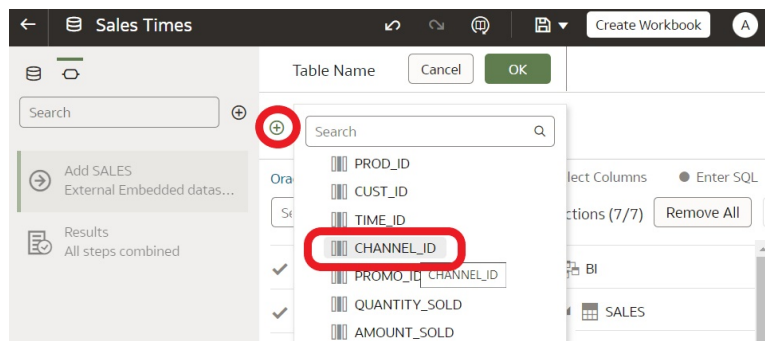 Sales Times
Create Workbook
A
Table Name
Cancel
OK
Search
Add SALES
External Embedded datas...
Results
All steps combined
Search
PROD_ID
CUST_ID
TIME_ID
CHANNEL_ID
PROMO_ID
CHANNEL_ID
QUANTITY_SOLD
AMOUNT_SOLD
Ora
lect Columns
Enter SQL
Se
ctions (7/7)
Remove All
BI
SALES